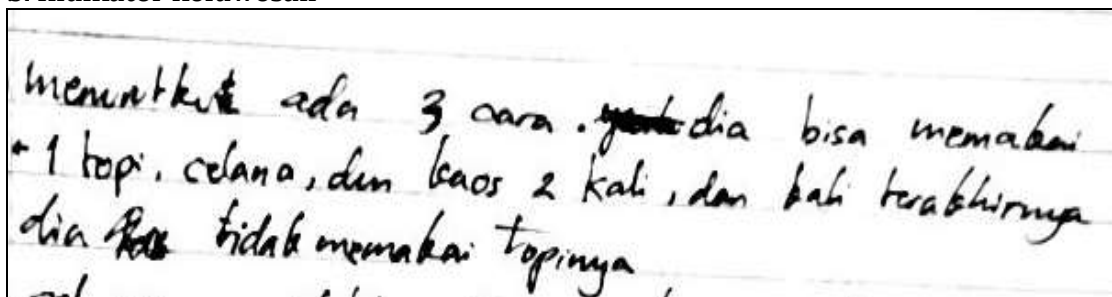 menurutku ada 3 cara. dia bisa memakai
- 1 topi, celana, dan kaos 2 kali, dan kali terakhirnya
dia tidak memakai topinya